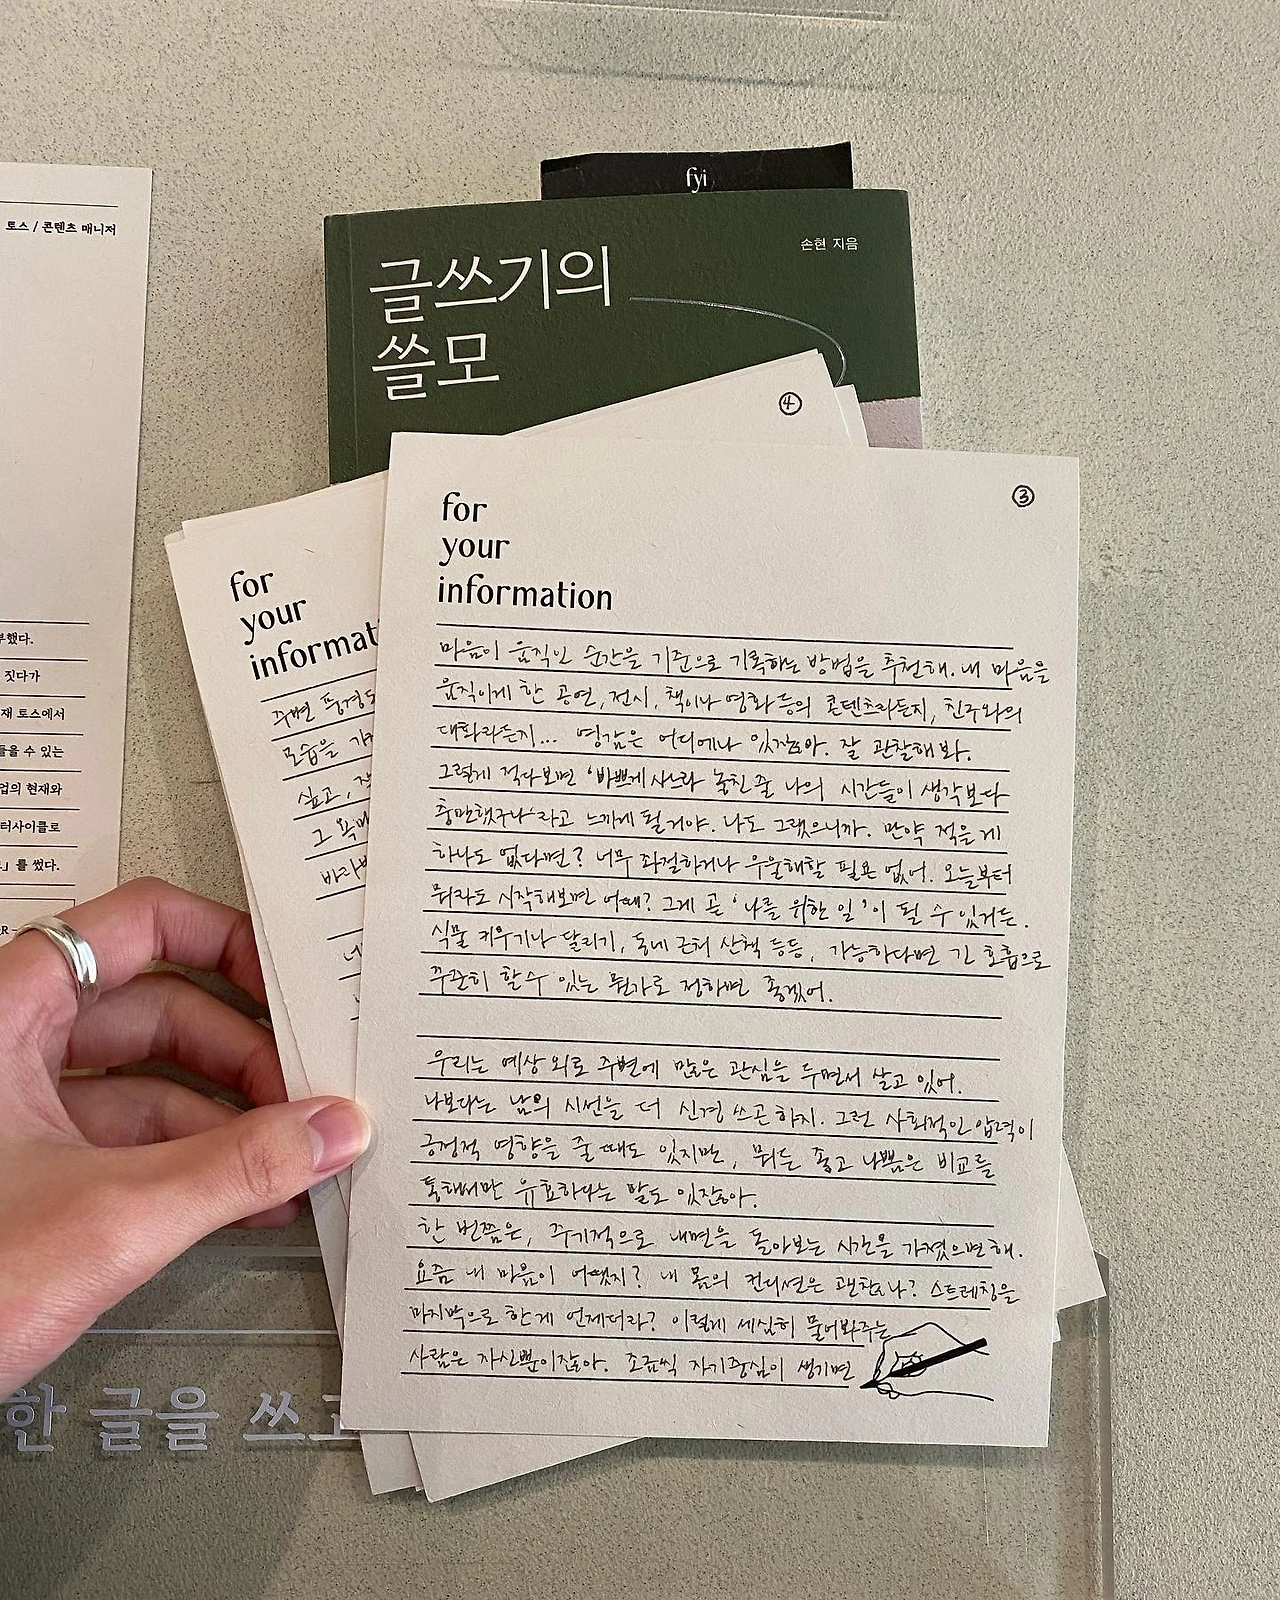 토스 / 콘텐츠 매니저
부했다.
짓다가
재 토스에서
들을 수 있는
업의 현재와
터사이클로
」를 썼다.
fyi
글쓰기의
쓸모
손현 지음
④
for
your
informat
주변 풍경도
모습을
싶고,
그
③
for
your
information
마음이 움직인 순간을 기준으로 기록하는 방법을 추천해. 내 마음을
움직이게 한 공연, 전시, 책이나 영화 등의 콘텐츠라든지, 친구와의
대화라든지... 영감은 어디에나 있잖아. 잘 관찰해 봐.
그렇게 적다보면 '바쁘게 사느라 놓친 줄 나의 시간들이 생각보다
충만했구나'라고 느끼게 될거야. 나도 그랬으니까. 만약 적을 게
하나도 없다면? 너무 좌절하거나 우울해할 필요 없어. 오늘부터
뭐라도 시작해보면 어때? 그게 곧 '나를 위한 일'이 될 수 있거든.
식물 키우기나 달리기, 동네 근처 산책 등등, 가능하다면 긴 호흡으로
꾸준히 할 수 있는 뭔가로 정하면 좋겠어.
우리는 예상 외로 주변에 많은 관심을 두면서 살고 있어.
나보다는 남의 시선을 더 신경 쓰곤 하지. 그런 사회적인 압력이
긍정적 영향을 줄 때도 있지만, 뭐든 좋고 나쁨은 비교를
통해서만 유효하다는 말도 있잖아.
한 번쯤은, 주기적으로 내면을 돌아보는 시간을 가졌으면 해.
요즘 내 마음이 어땠지? 내 몸의 컨디션은 괜찮나? 스트레칭을
마지막으로 한게 언제더라? 이렇게 세심히 물어봐주는
사람은 자신뿐이잖아. 조금씩 자기중심이 생기면
한 글을 쓰고